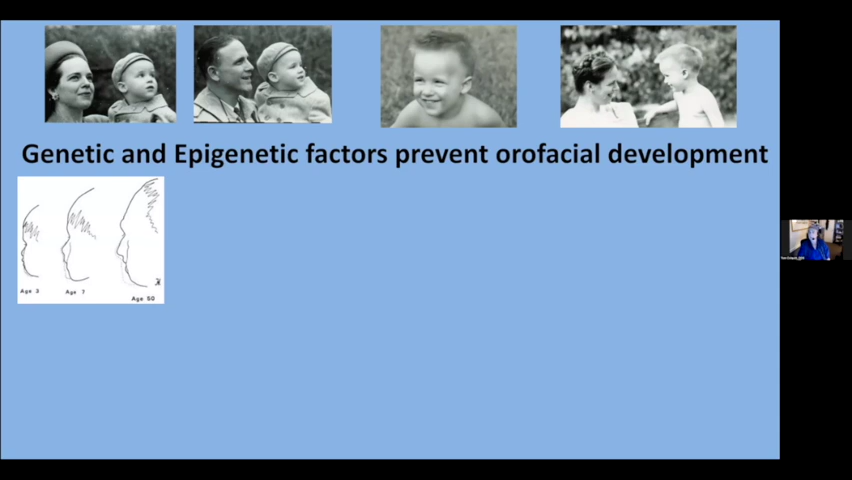 Genetic and Epigenetic factors prevent orofacial development
Age 3
Age 7
Age 50